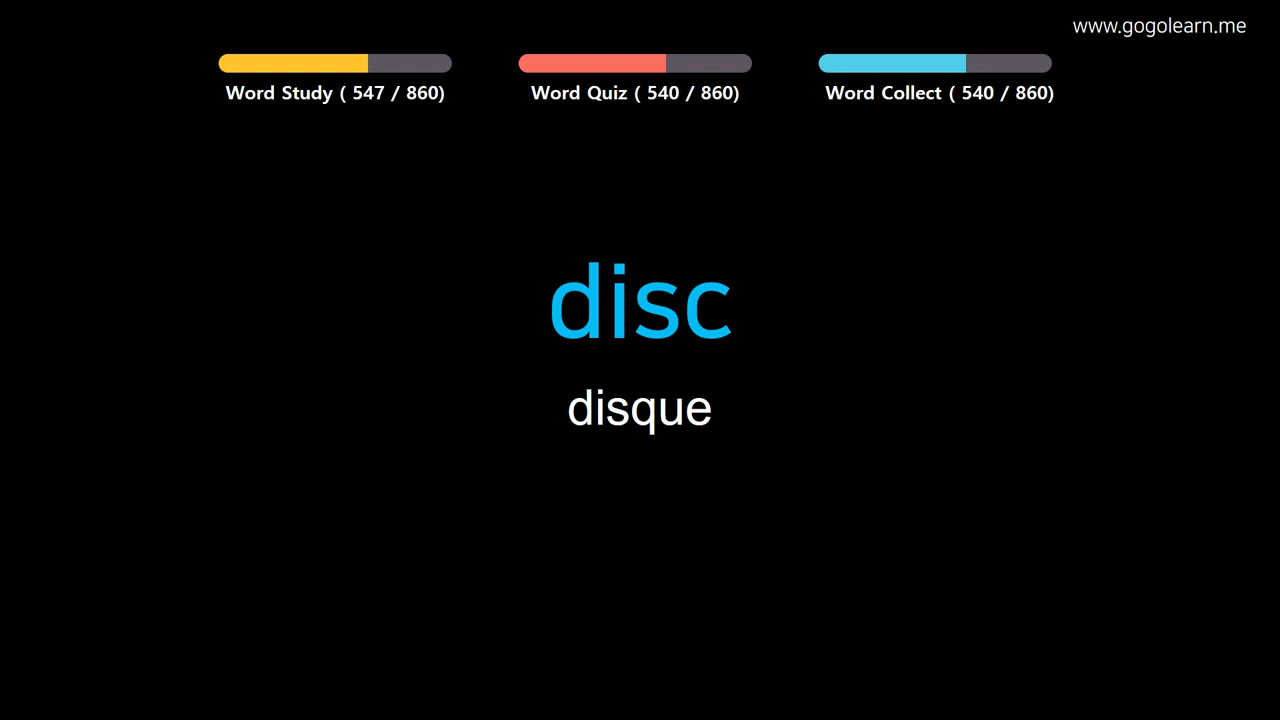 www.gogolearn.me
Word Study ( 547 / 860)
Word Quiz ( 540 / 860)
Word Collect ( 540 / 860)
disc
disque